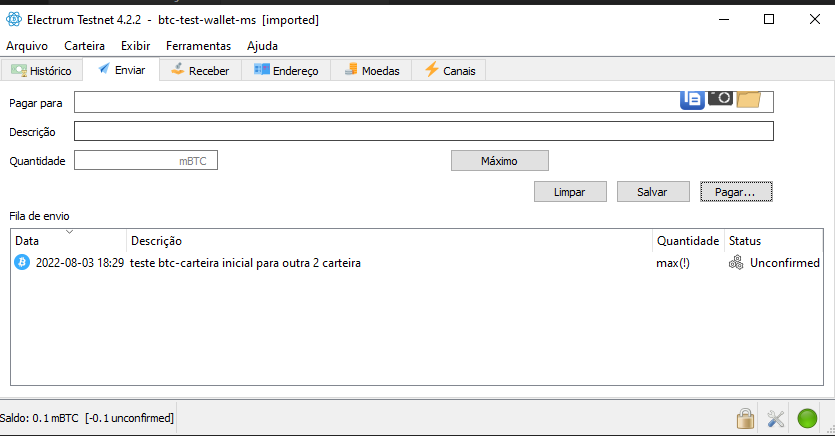 Electrum Testnet 4.2.2 - btc-test-wallet-ms [imported]
Arquivo Carteira Exibir Ferramentas Ajuda
Histórico Enviar Receber Endereço Moedas Canais
Pagar para
Descrição
Quantidade mBTC Máximo
Limpar Salvar Pagar...
Fila de envio
Data Descrição Quantidade Status
2022-08-03 18:29 teste btc-carteira inicial para outra 2 carteira max(!) Unconfirmed
Saldo: 0.1 mBTC [-0.1 unconfirmed]